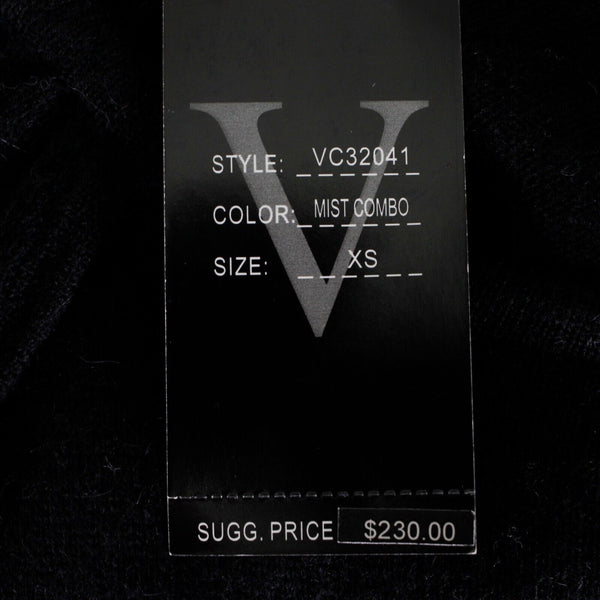 V
STYLE: VC32041
COLOR: MIST COMBO
SIZE: XS
SUGG. PRICE $230.00